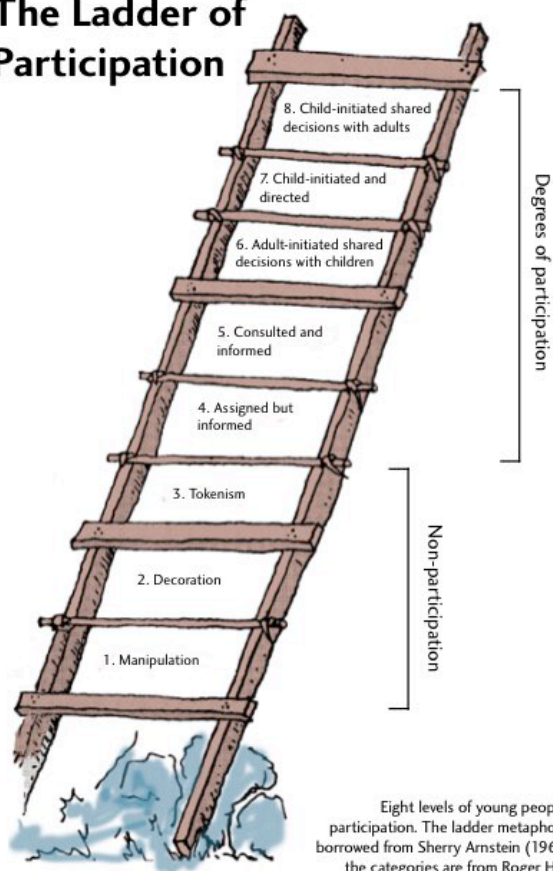 The Ladder of
Participation
8. Child-initiated shared
decisions with adults
7. Child-initiated and
directed
6. Adult-initiated shared
decisions with children
5. Consulted and
informed
4. Assigned but
informed
3. Tokenism
2. Decoration
1. Manipulation
Degrees of participation
Non-participation
Eight levels of young
participation. The ladder
borrowed from Sherry Arnstein
the categories are from Roger